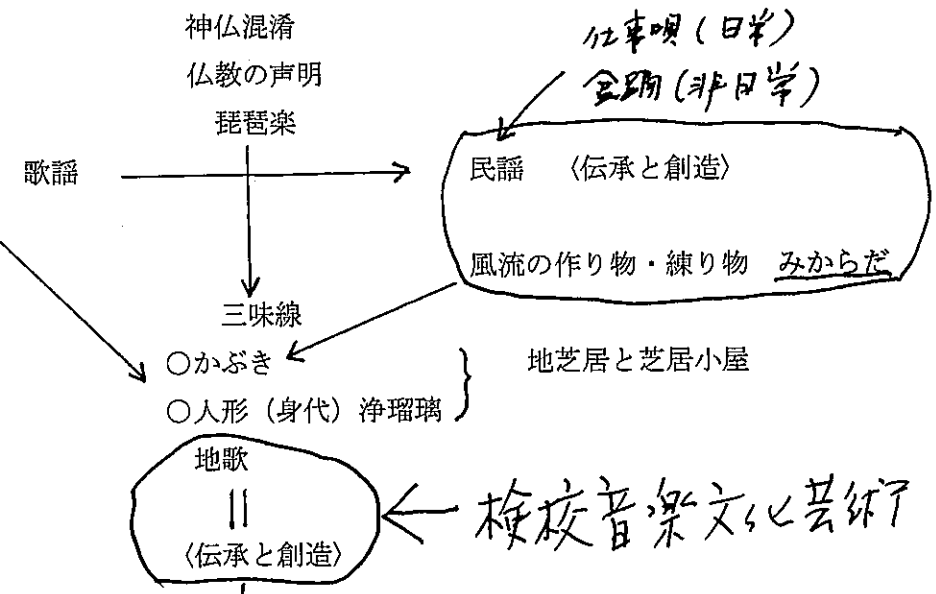 神仏混淆
仏教の声明
琵琶楽
仕事唄(日常)
盆踊(非日常)
歌謡
民謡 〈伝承と創造〉
風流の作り物・練り物 みからだ
三味線
○かぶき
○人形(身代)浄瑠璃
地芝居と芝居小屋
地歌
||
〈伝承と創造〉
検校音楽文化芸術